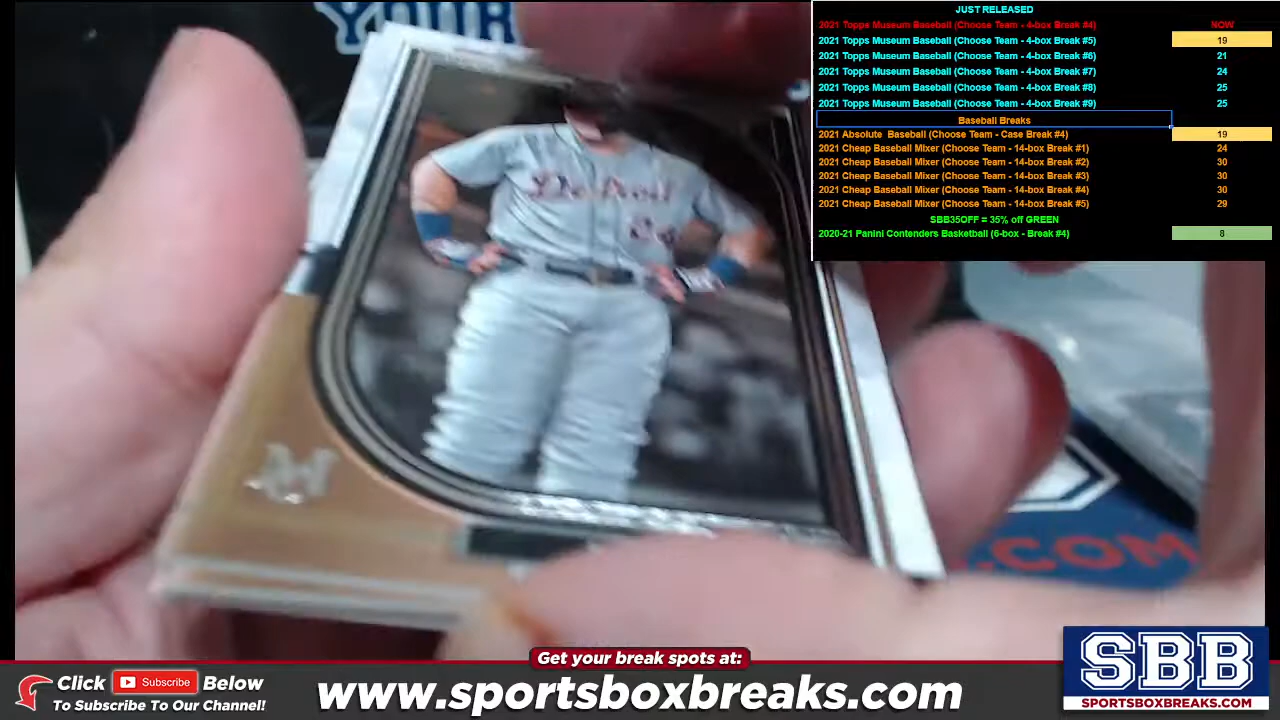 YOUR
JUST RELEASED
2021 Topps Museum Baseball (Choose Team - 4-box Break #4) NOW
2021 Topps Museum Baseball (Choose Team - 4-box Break #5) 19
2021 Topps Museum Baseball (Choose Team - 4-box Break #6) 21
2021 Topps Museum Baseball (Choose Team - 4-box Break #7) 24
2021 Topps Museum Baseball (Choose Team - 4-box Break #8) 25
2021 Topps Museum Baseball (Choose Team - 4-box Break #9) 25
Baseball Breaks
2021 Absolute Baseball (Choose Team - Case Break #4) 19
2021 Cheap Baseball Mixer (Choose Team - 14-box Break #1) 24
2021 Cheap Baseball Mixer (Choose Team - 14-box Break #2) 30
2021 Cheap Baseball Mixer (Choose Team - 14-box Break #3) 30
2021 Cheap Baseball Mixer (Choose Team - 14-box Break #4) 30
2021 Cheap Baseball Mixer (Choose Team - 14-box Break #5) 29
SBB35OFF = 35% off GREEN
2020-21 Panini Contenders Basketball (6-box - Break #4) 8
Detroit
24
.COM
Get your break spots at:
Click Subscribe Below
To Subscribe To Our Channel!
www.sportsboxbreaks.com
SBB
SPORTSBOXBREAKS.COM